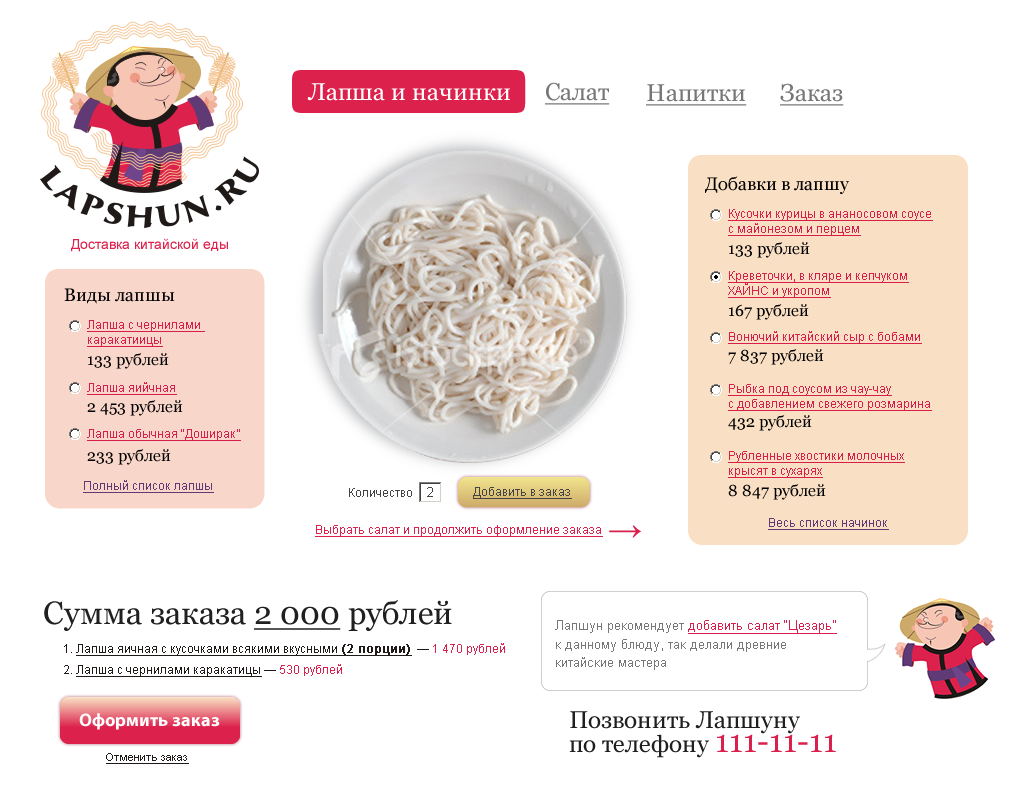 LAPSHUN.RU
Доставка китайской еды
Лапша и начинки
Салат
Напитки
Заказ
Виды лапшы
Лапша с чернилами
каракатиицы
133 рублей
Лапша яийчная
2 453 рублей
Лапша обычная "Доширак"
233 рублей
Полный список лапшы
Количество 2
Добавить в заказ
Выбрать салат и продолжить оформление заказа
Добавки в лапшу
Кусочки курицы в ананосовом соусе
с майонезом и перцем
133 рублей
Креветочки, в кляре и кепчуком
ХАЙНС и укропом
167 рублей
Вонючий китайский сыр с бобами
7 837 рублей
Рыбка под соусом из чау-чау
с добавлением свежего розмарина
432 рублей
Рубленные хвостики молочных
крысят в сухарях
8 847 рублей
Весь список начинок
Сумма заказа 2 000 рублей
1. Лапша яичная с кусочками всякими вкусными (2 порции) — 1 470 рублей
2. Лапша с чернилами каракатицы — 530 рублей
Оформить заказ
Отменить заказ
Лапшун рекомендует добавить салат "Цезарь"
к данному блюду, так делали древние
китайские мастера
Позвонить Лапшуну
по телефону 111-11-11